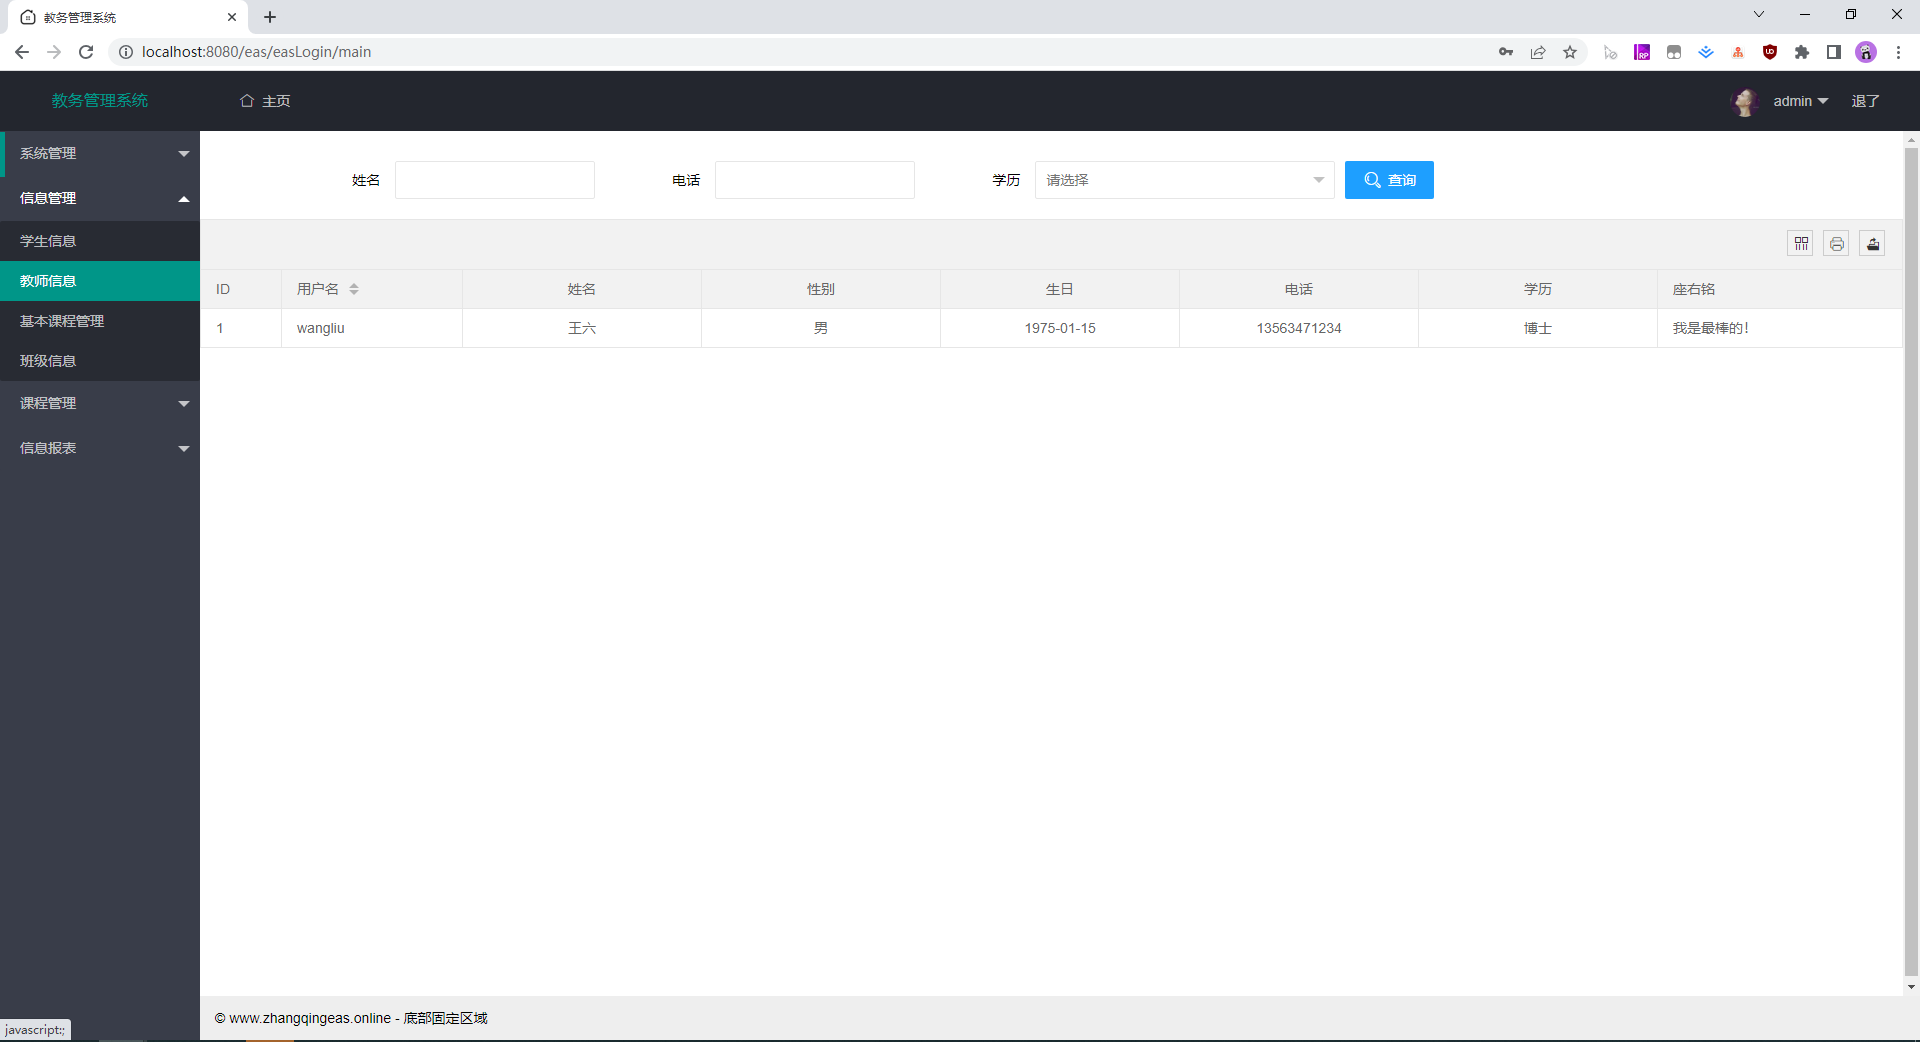 教务管理系统
localhost:8080/eas/easLogin/main
教务管理系统
主页
admin
退了
系统管理
信息管理
学生信息
教师信息
基本课程管理
班级信息
课程管理
信息报表
姓名
电话
学历
请选择
查询
ID 用户名 姓名 性别 生日 电话 学历 座右铭
1 wangliu 王六 男 1975-01-15 13563471234 博士 我是最棒的!
© www.zhangqingeas.online - 底部固定区域
javascript:;